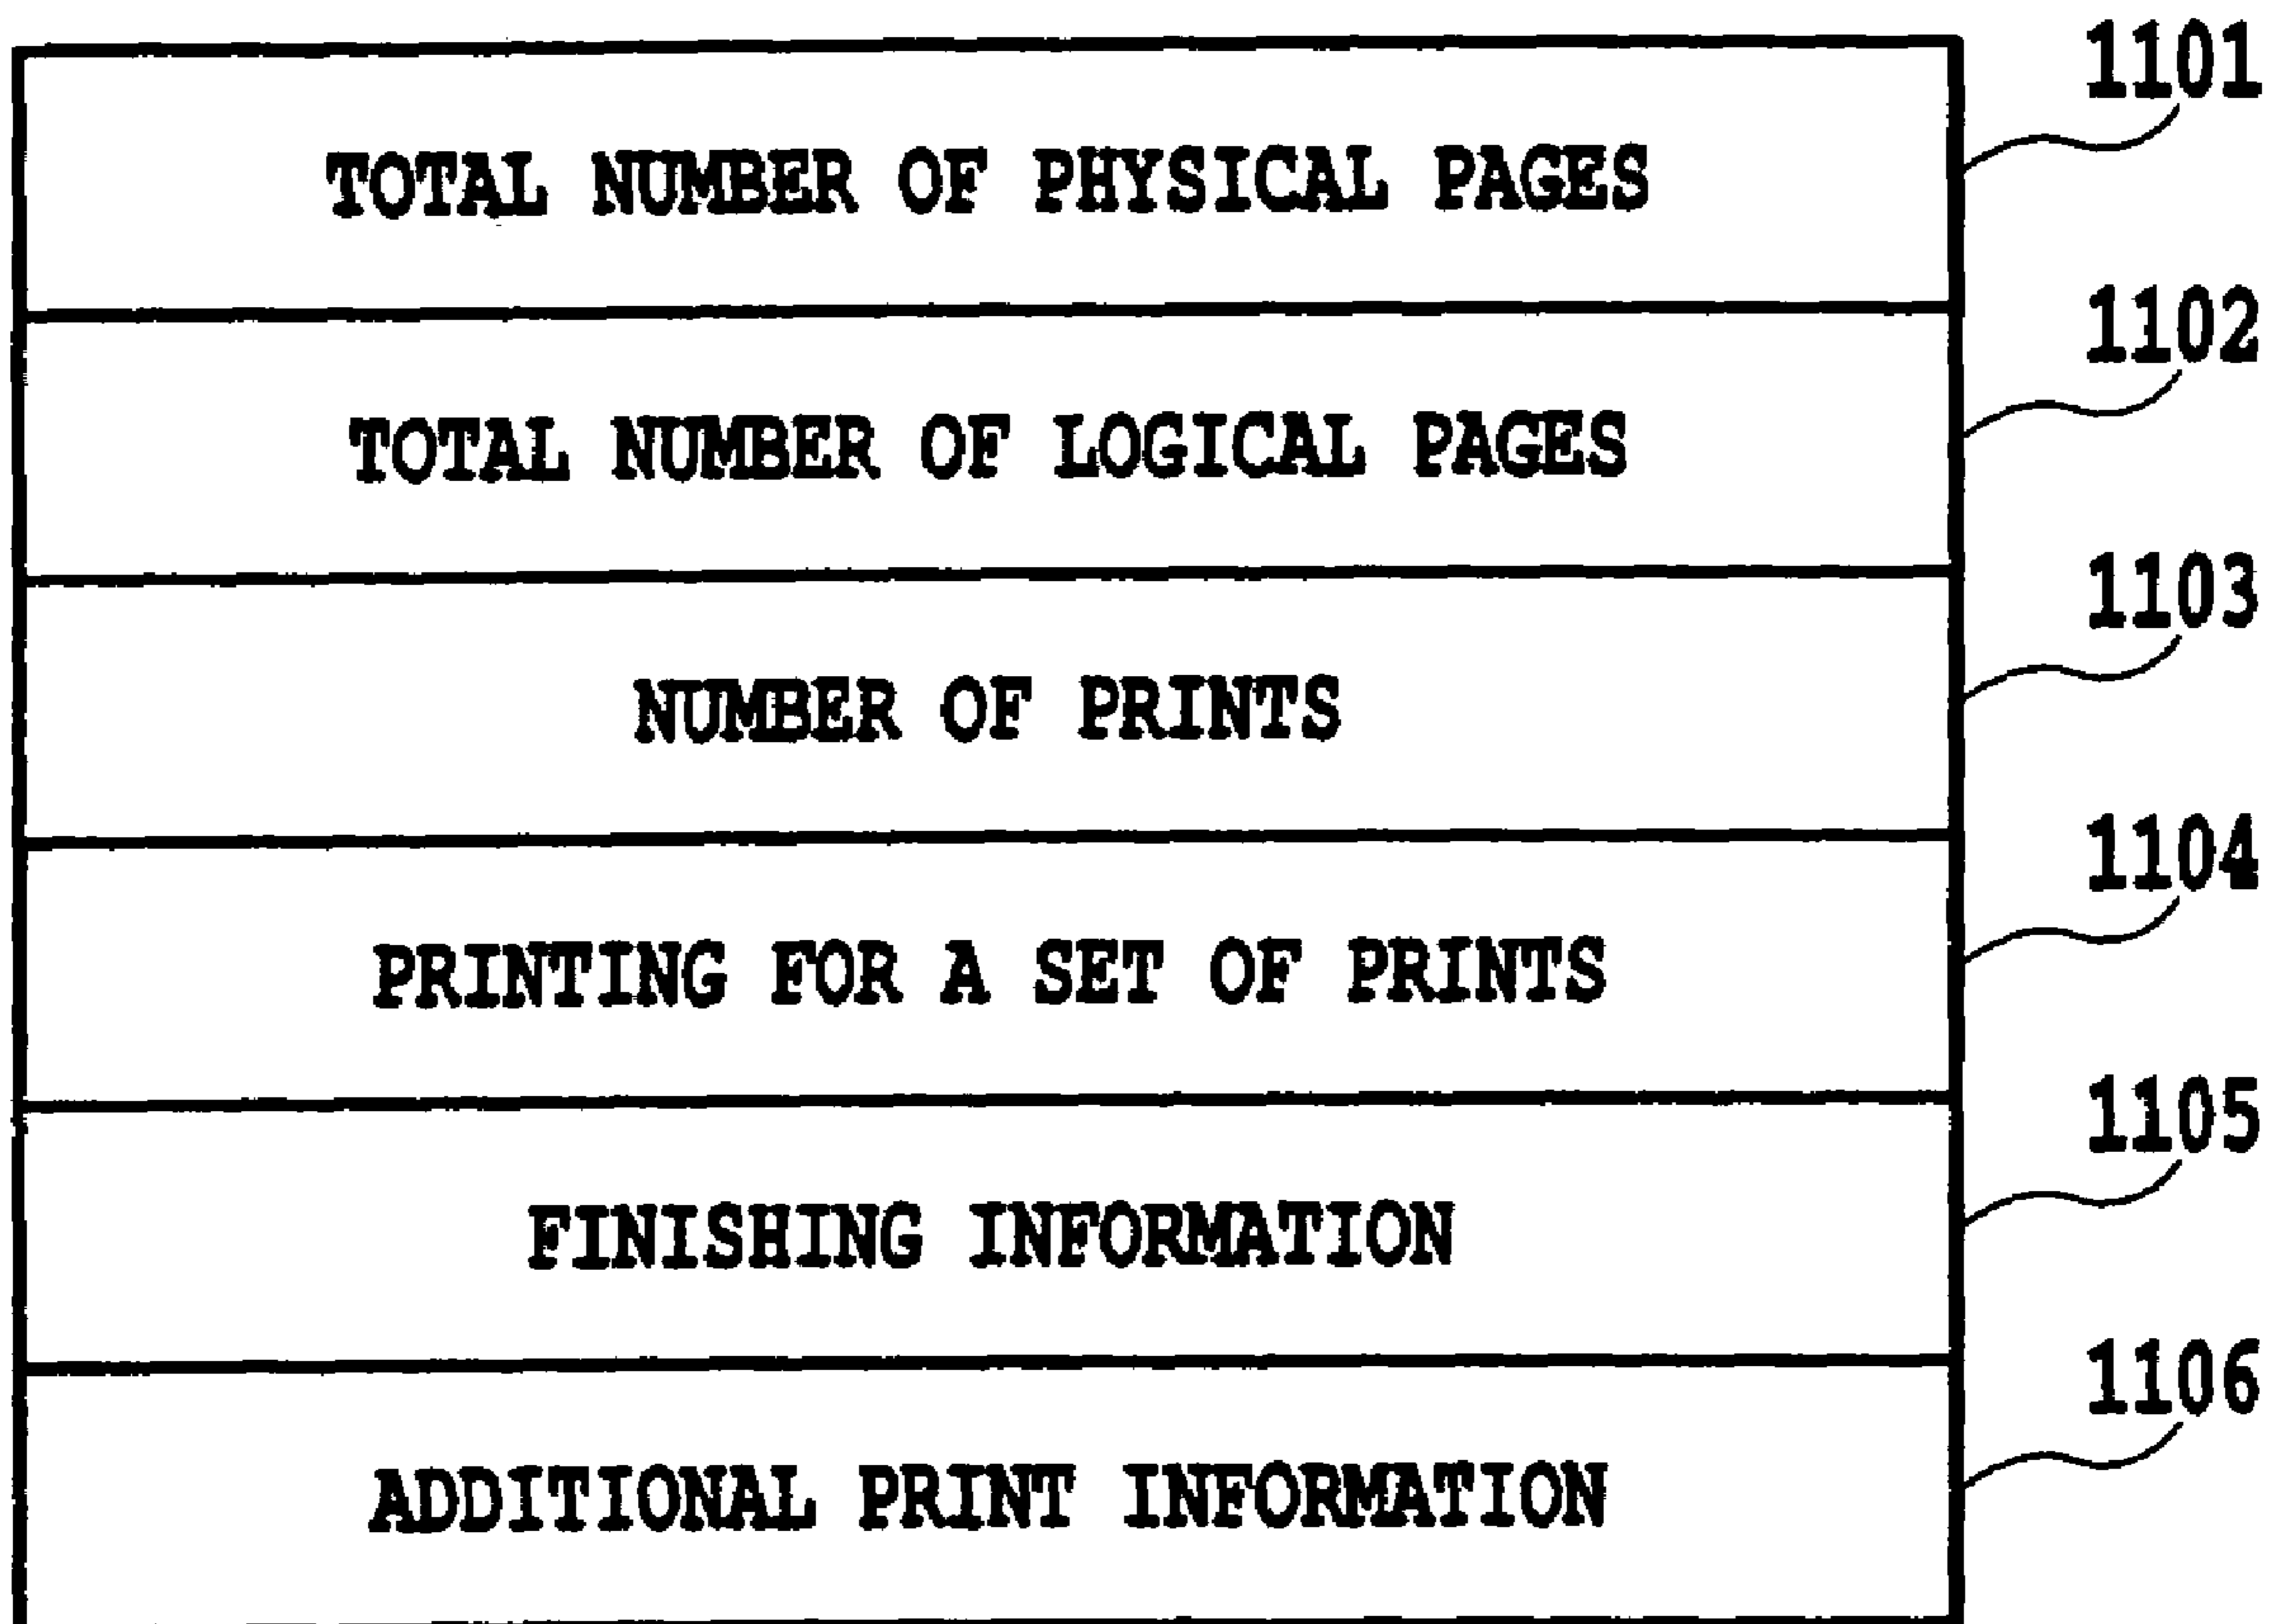 1101
TOTAL NUMBER OF PHYSICAL PAGES
1102
TOTAL NUMBER OF LOGICAL PAGES
1103
NUMBER OF PRINTS
1104
PRINTING FOR A SET OF PRINTS
1105
FINISHING INFORMATION
1106
ADDITIONAL PRINT INFORMATION